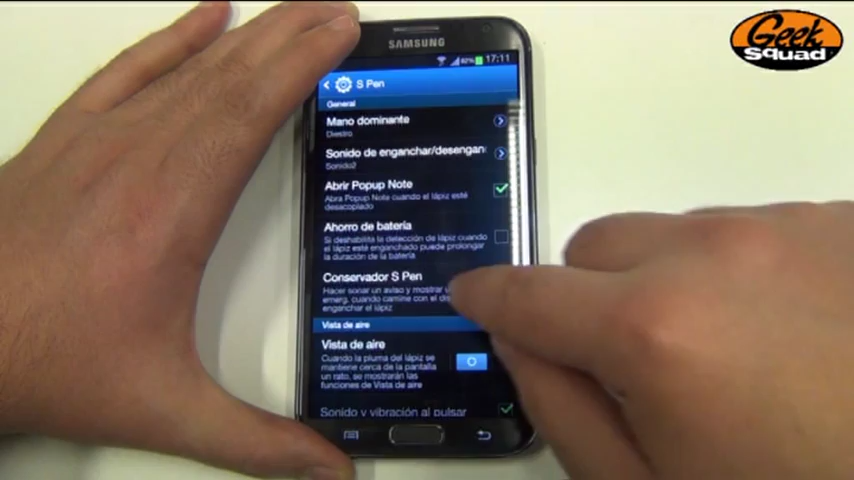 Geek
Squad
SAMSUNG
82% 17:11
S Pen
General
Mano dominante
Diestro
Sonido de enganchar/desengan
Sonido2
Abrir Popup Note
Abra Popup Note cuando el lápiz esté
desacoplado
Ahorro de batería
Si deshabilita la detección de lápiz cuando
el lápiz esté enganchado puede prolongar
la duración de la batería
Conservador S Pen
Hacer sonar un aviso y mostrar
emerg. cuando camine con el dis
enganchar el lápiz
Vista de aire
Vista de aire
Cuando la pluma del lápiz se
mantiene cerca de la pantalla
un rato, se mostrarán las
funciones de Vista de aire
Sonido y vibración al pulsar